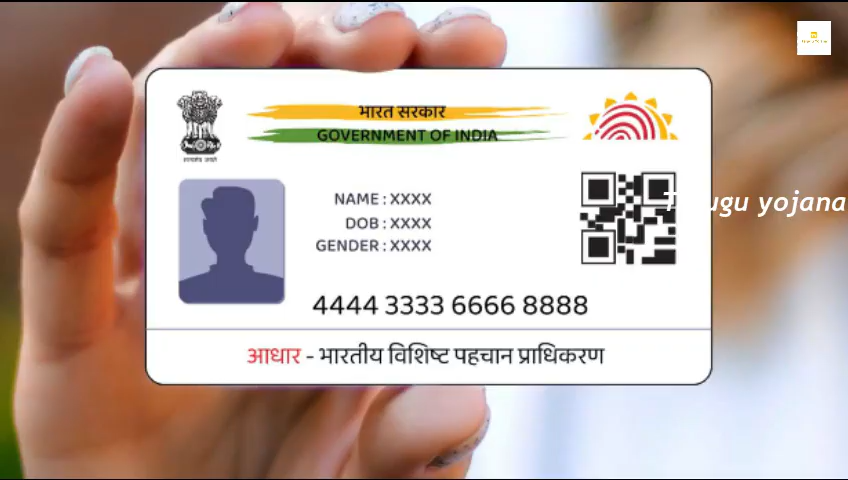 भारत सरकार
GOVERNMENT OF INDIA
NAME : XXXX
DOB : XXXX
GENDER : XXXX
Telugu yojana
4444 3333 6666 8888
आधार - भारतीय विशिष्ट पहचान प्राधिकरण